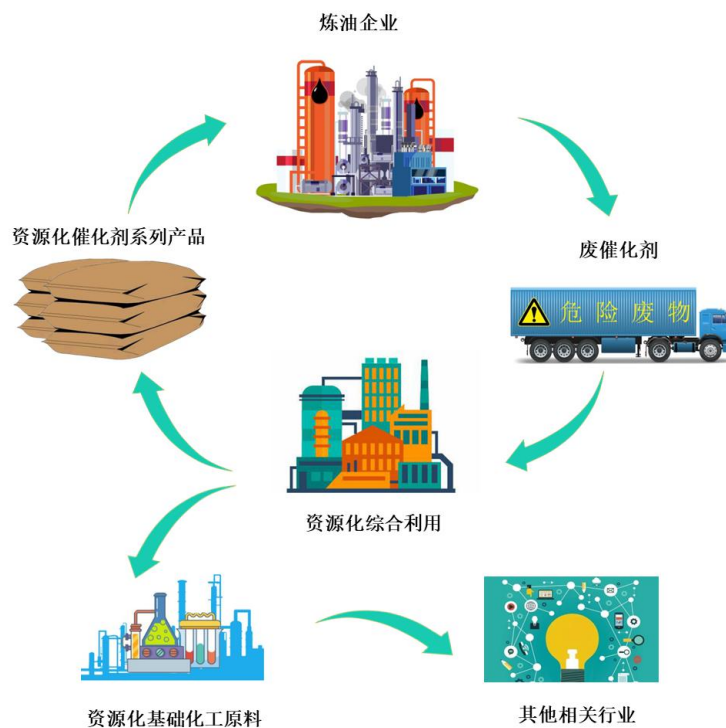 炼油企业
资源化催化剂系列产品
废催化剂
危险废物
资源化综合利用
资源化基础化工原料
其他相关行业